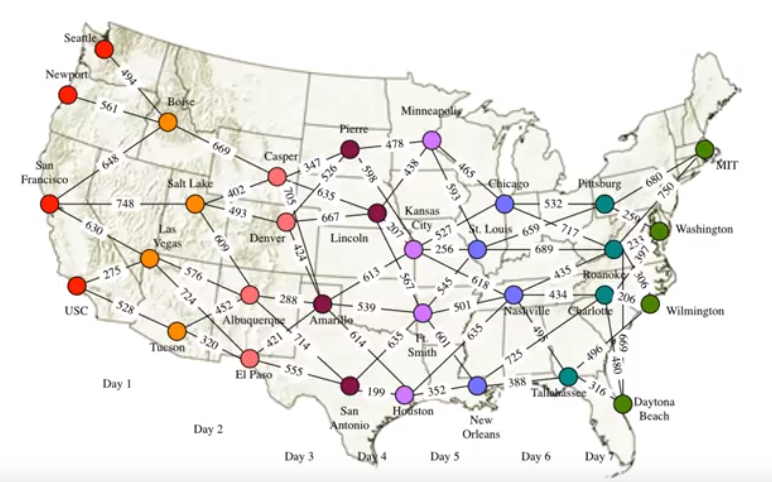 Seattle
494
Newport
561
Boise
Minneapolis
Pierre
478
669
Casper
347
526
598
438
465
MIT
648
San
Francisco
Salt Lake
402
705
635
593
Chicago
532
Pittsburg
680
750
748
493
667
207
Kansas
City
527
659
717
259
Washington
Denver
Lincoln
St. Louis
630
Las
Vegas
609
424
256
689
233
397
275
576
613
567
545
618
435
Roanoke
306
USC
724
452
288
539
501
434
206
Nashville
Charlotte
Wilmington
528
Albuquerque
Amarillo
Tucson
320
421
714
614
635
Ft.
Smith
601
635
495
725
496
669
480
El Paso
555
199
352
388
316
Day 1
San
Antonio
Houston
New
Orleans
Tallahassee
Daytona
Beach
Day 2
Day 3
Day 4
Day 5
Day 6
Day 7